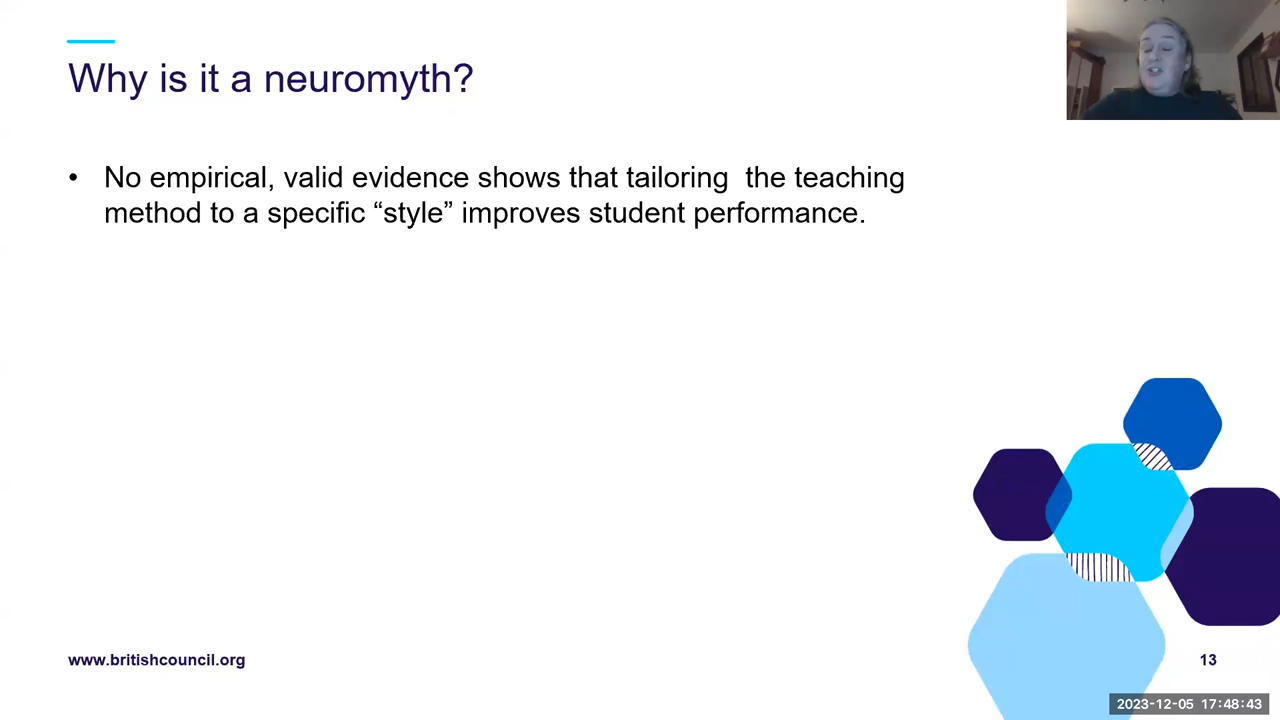 Why is it a neuromyth?
• No empirical, valid evidence shows that tailoring  the teaching
method to a specific “style” improves student performance.
www.britishcouncil.org
13
2023-12-05 17:48:43